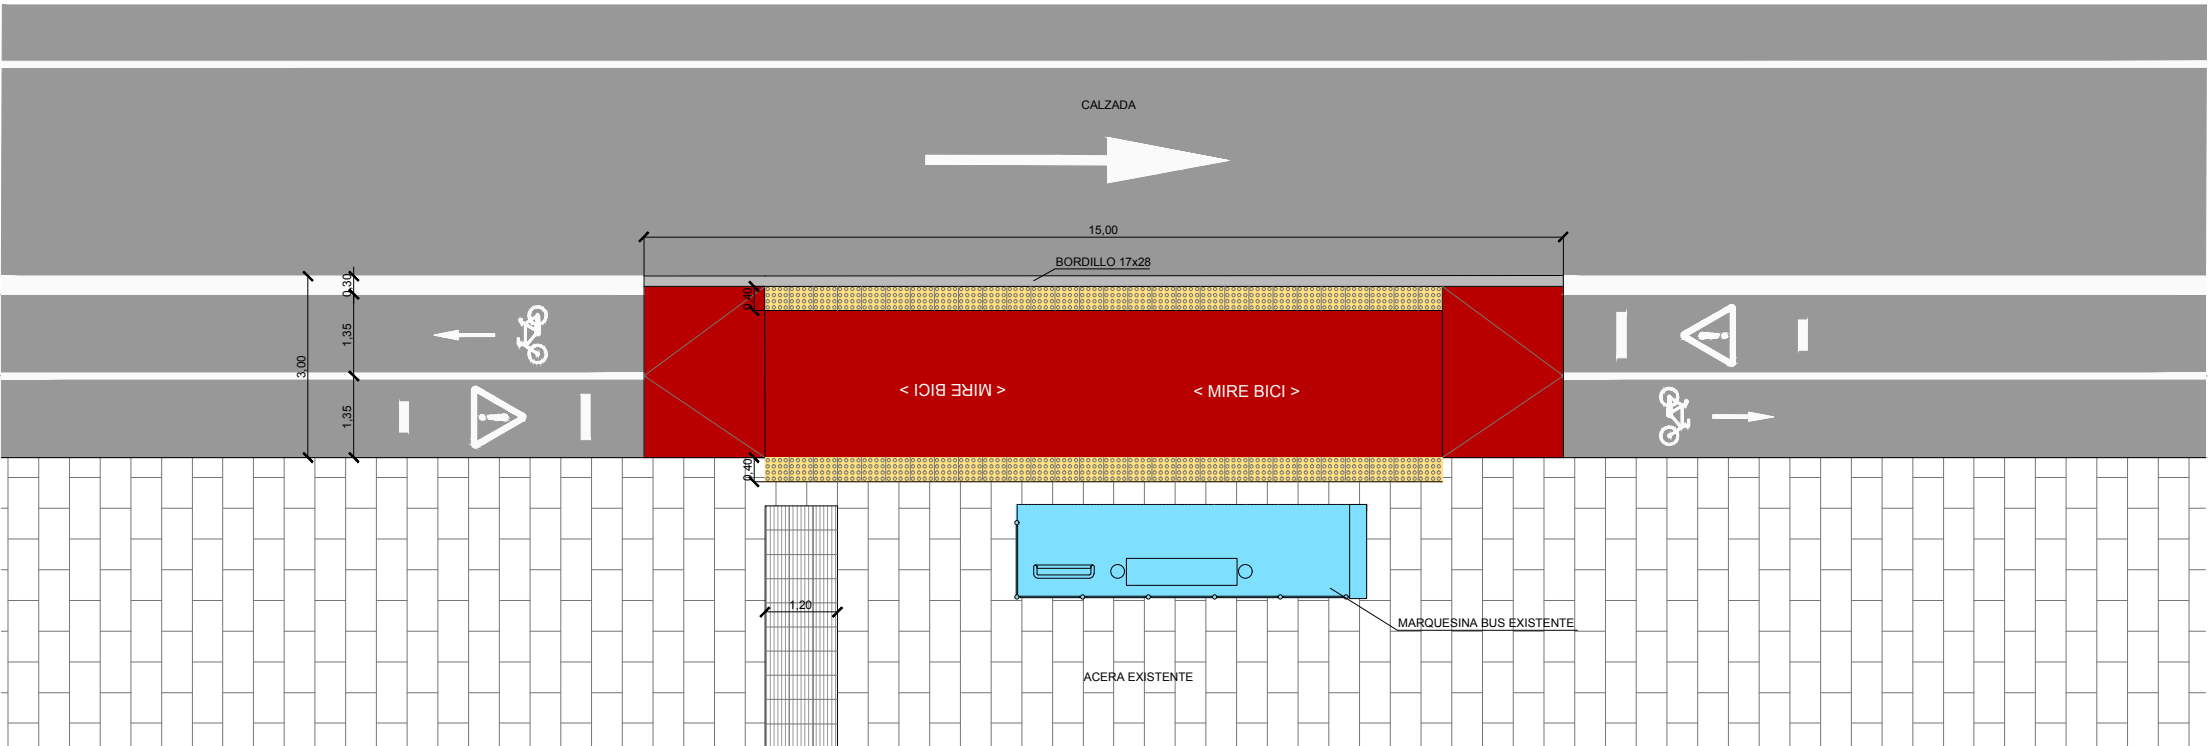 CALZADA
15,00
BORDILLO 17x28
0,30
0,40
1,35
3,00
< MIRE BICI >
< MIRE BICI >
1,35
0,40
1,20
MARQUESINA BUS EXISTENTE
ACERA EXISTENTE